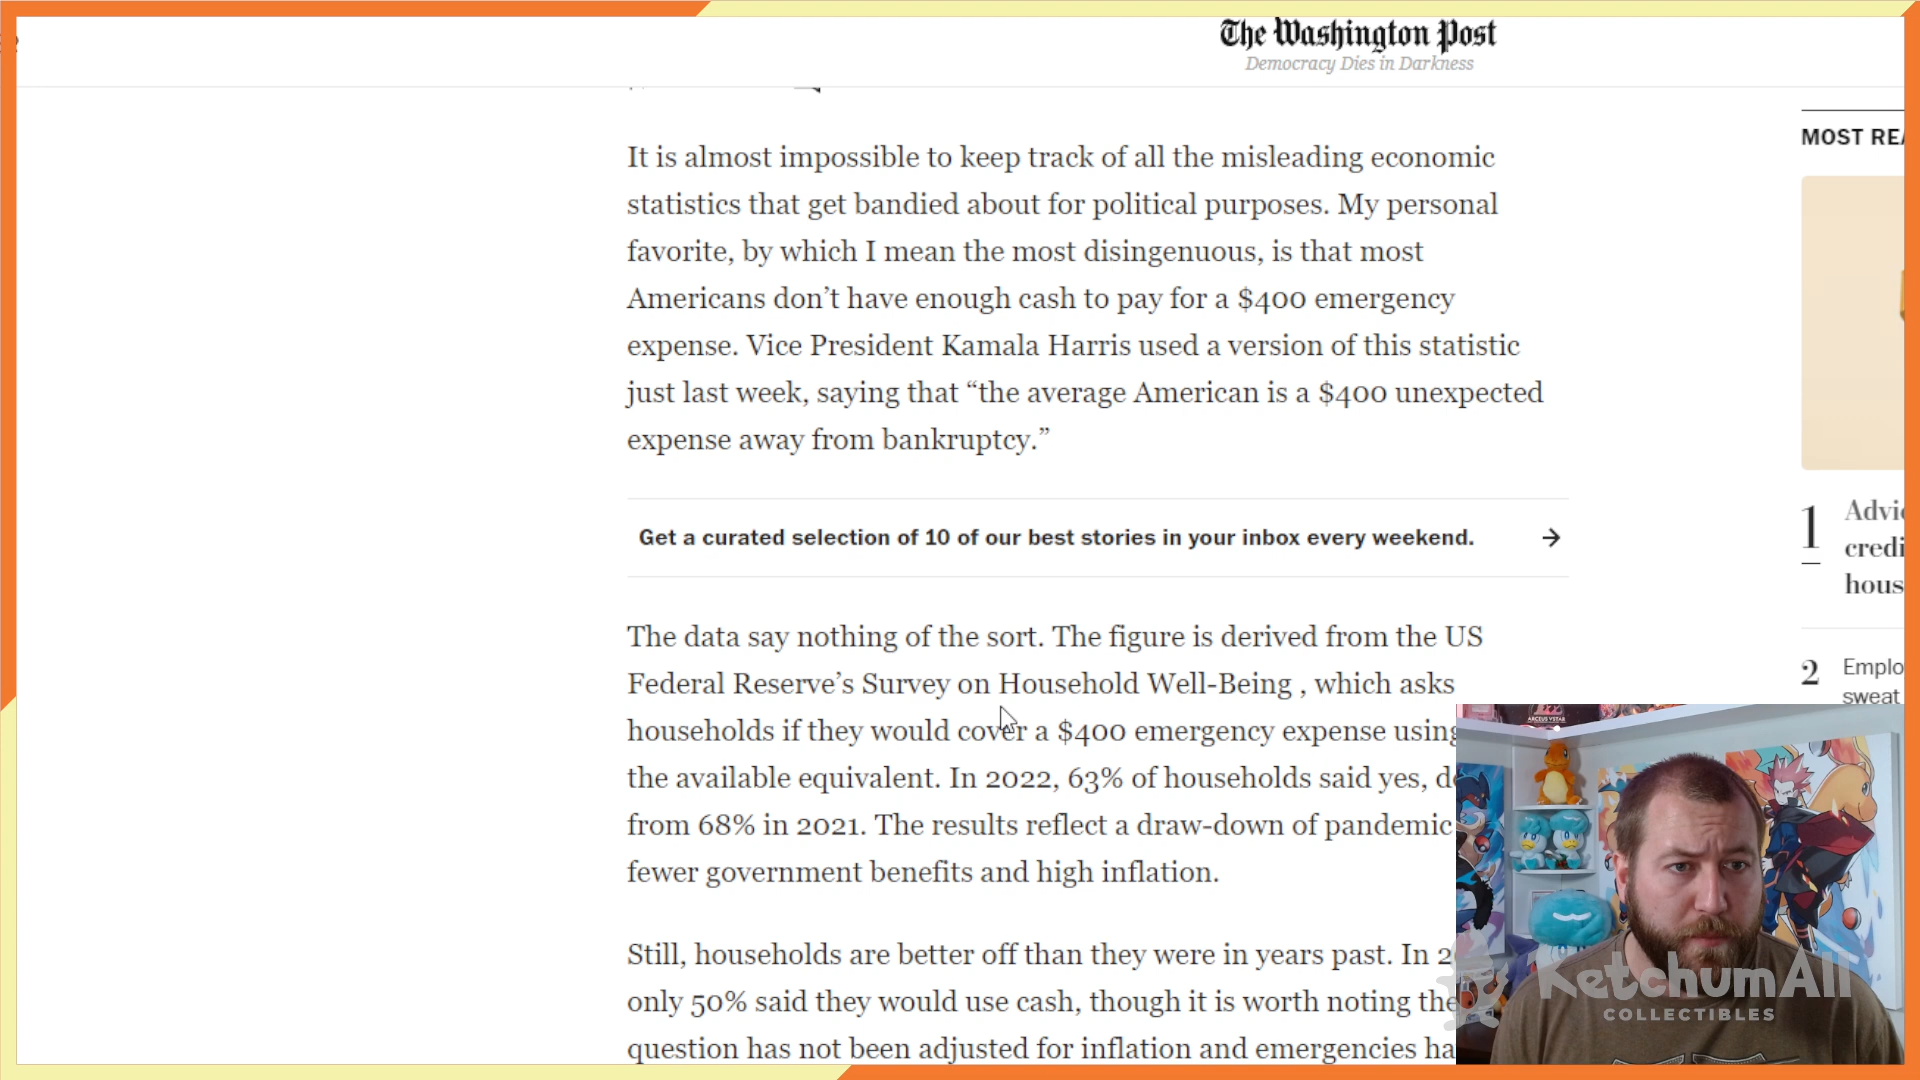 The Washington Post
Democracy Dies in Darkness
It is almost impossible to keep track of all the misleading economic
statistics that get bandied about for political purposes. My personal
favorite, by which I mean the most disingenuous, is that most
Americans don’t have enough cash to pay for a $400 emergency
expense. Vice President Kamala Harris used a version of this statistic
just last week, saying that “the average American is a $400 unexpected
expense away from bankruptcy.”
Get a curated selection of 10 of our best stories in your inbox every weekend.
The data say nothing of the sort. The figure is derived from the US
Federal Reserve’s Survey on Household Well-Being , which asks
households if they would cover a $400 emergency expense using
the available equivalent. In 2022, 63% of households said yes,
from 68% in 2021. The results reflect a draw-down of pandemic
fewer government benefits and high inflation.
Still, households are better off than they were in years past. In
only 50% said they would use cash, though it is worth noting the
question has not been adjusted for inflation and emergencies
MOST
1
2
sweat
ARCEUS VSTAR
KetchumAll
COLLECTIBLES